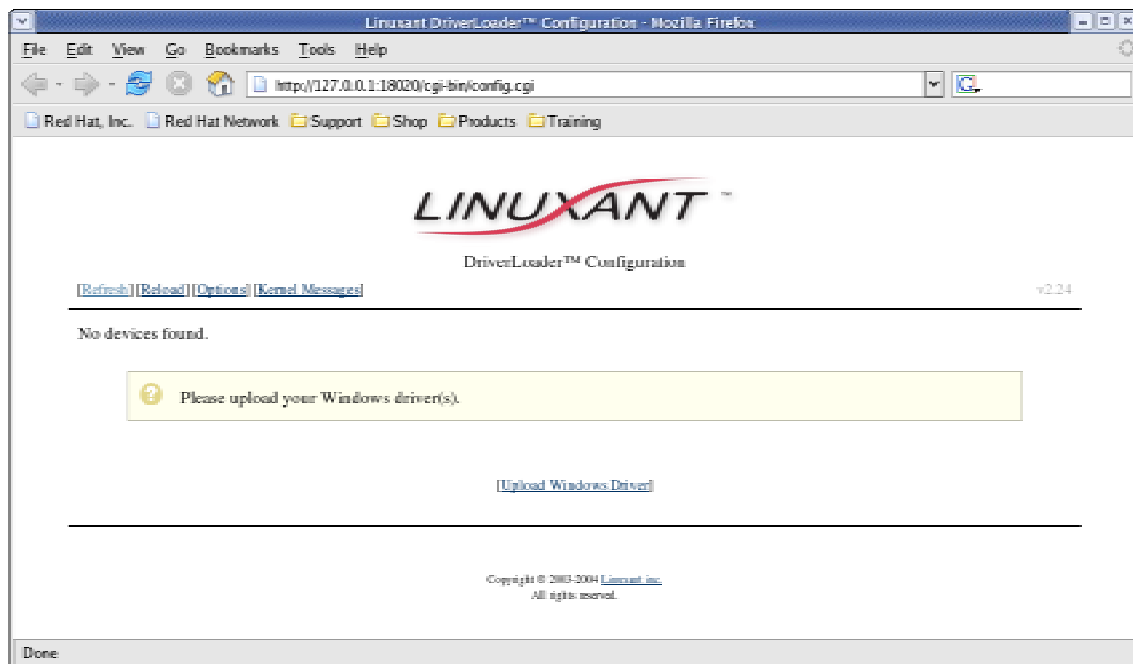 Linuxant DriverLoader™ Configuration - Mozilla Firefox
File Edit View Go Bookmarks Tools Help
http://127.0.0.1:18020/cgi-bin/config.cgi
Red Hat, Inc. Red Hat Network Support Shop Products Training
LINUXANT ™
DriverLoader™ Configuration
[Refresh] [Reload] [Options] [Kernel Messages] v2.24
No devices found.
Please upload your Windows driver(s).
[Upload Windows Driver]
Copyright © 2003-2004 Linuxant inc.
All rights reserved.
Done